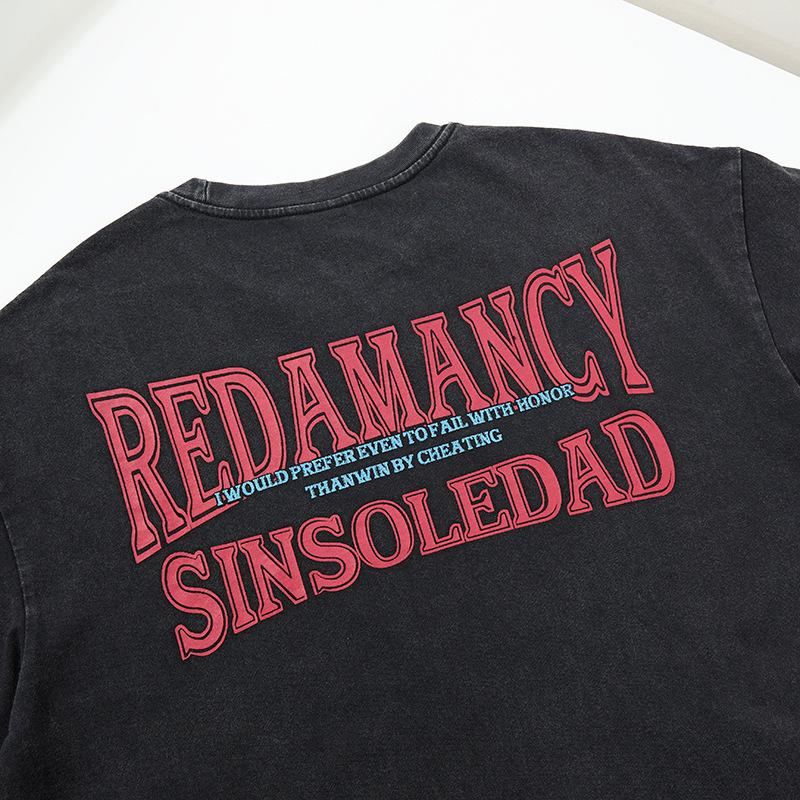 REDAMANCY
I WOULD PREFER EVEN TO FAIL WITH HONOR
THANWIN BY CHEATING
SINSOLEDAD